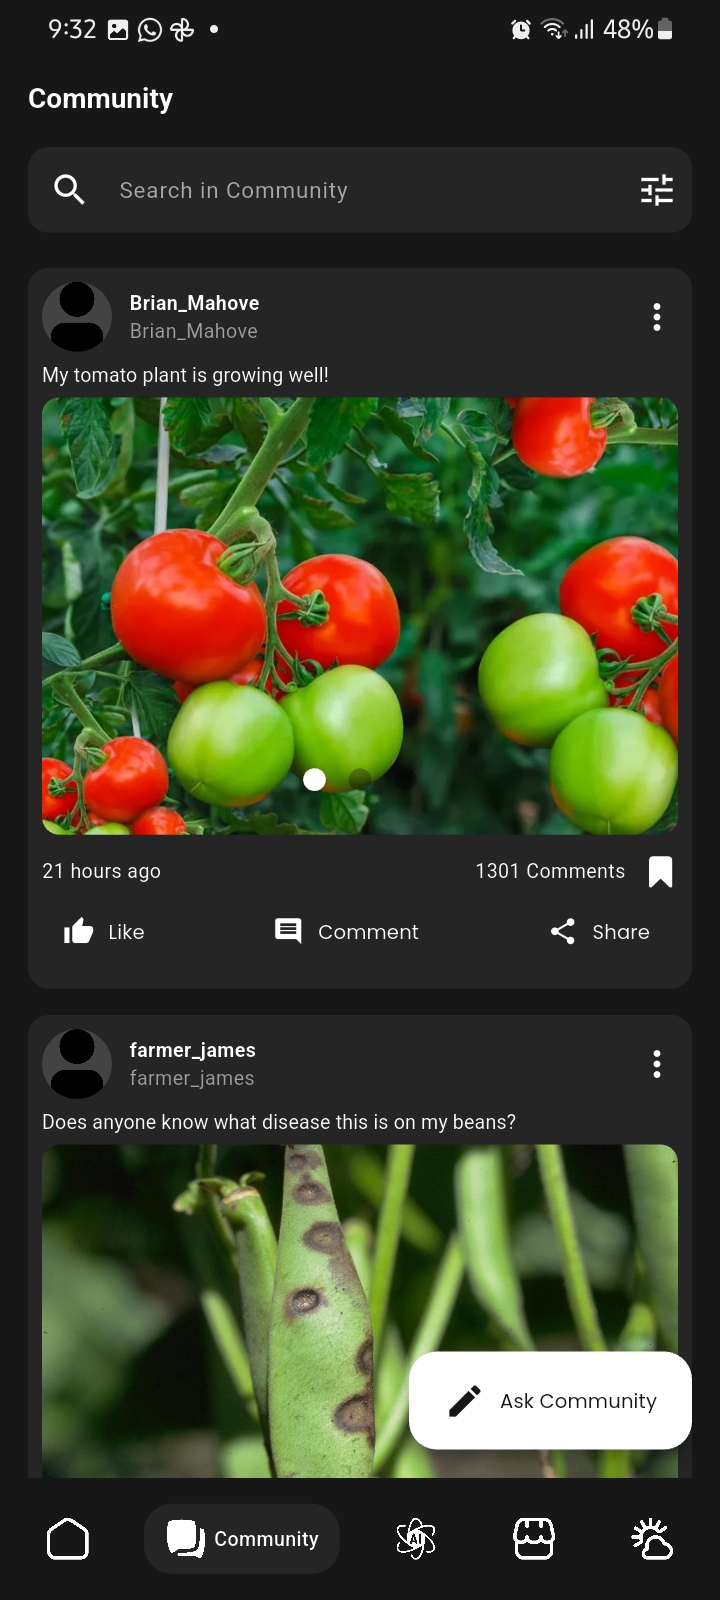 9:32
48%
Community
Search in Community
Brian_Mahove
Brian_Mahove
My tomato plant is growing well!
21 hours ago
1301 Comments
Like
Comment
Share
farmer_james
farmer_james
Does anyone know what disease this is on my beans?
Ask Community
Community
AI